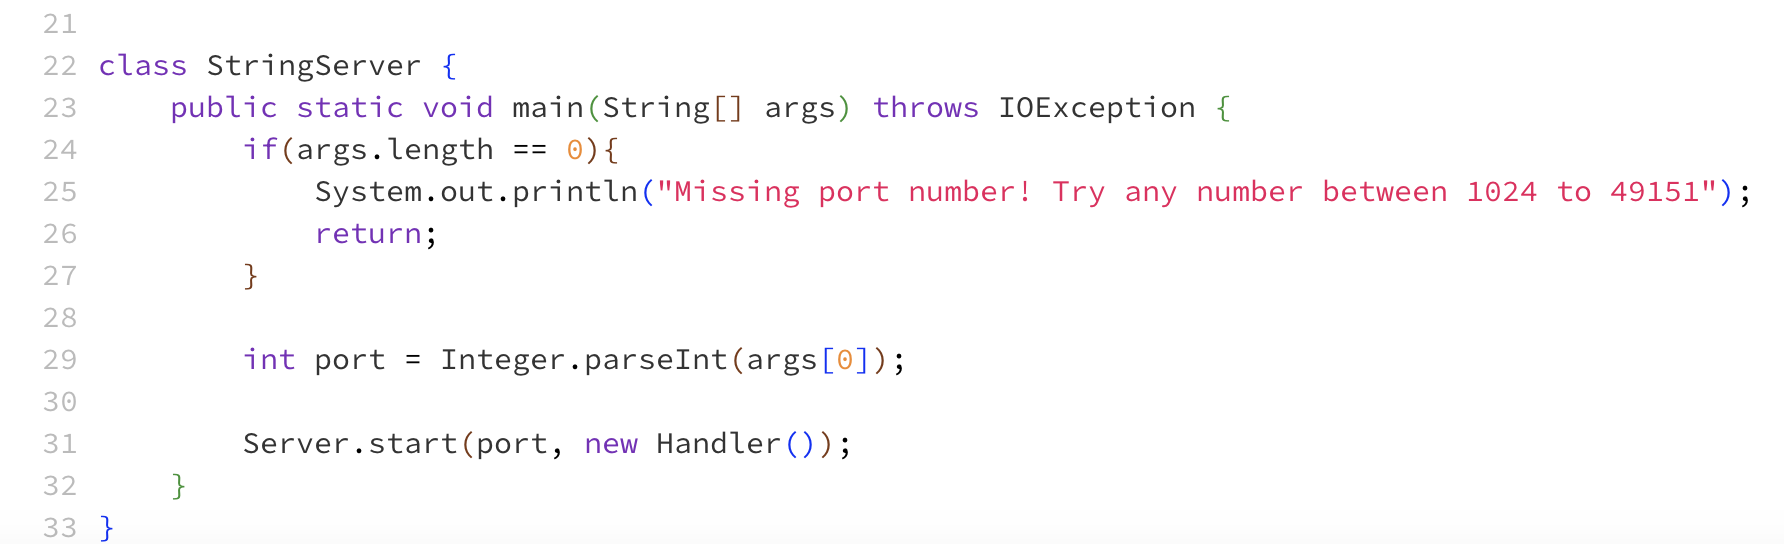 21
22 class StringServer {
23     public static void main(String[] args) throws IOException {
24         if(args.length == 0){
25             System.out.println("Missing port number! Try any number between 1024 to 49151");
26             return;
27         }
28
29         int port = Integer.parseInt(args[0]);
30
31         Server.start(port, new Handler());
32     }
33 }